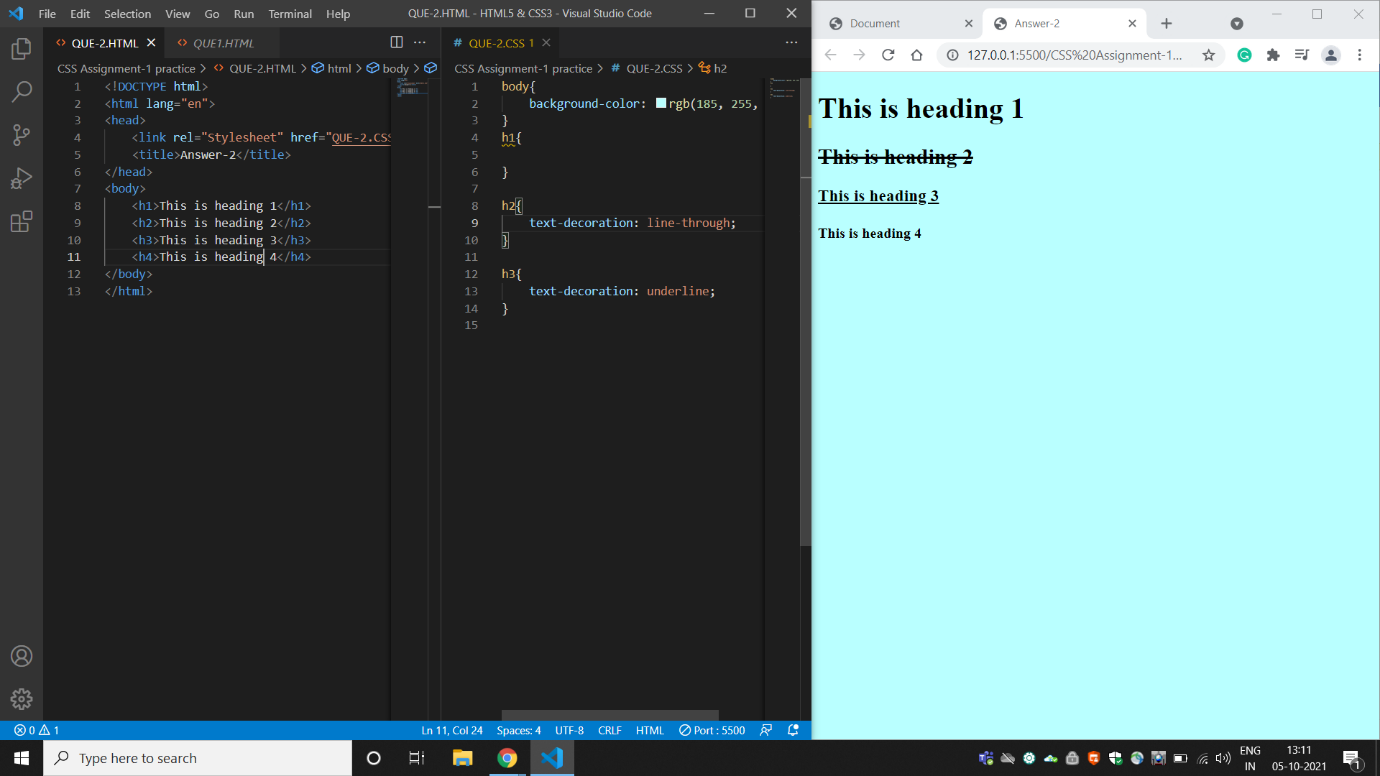 File Edit Selection View Go Run Terminal Help QUE-2.HTML - HTML5 & CSS3 - Visual Studio Code
QUE-2.HTML QUE1.HTML
CSS Assignment-1 practice > QUE-2.HTML > html > body >
1 <!DOCTYPE html>
2 <html lang="en">
3 <head>
4 <link rel="Stylesheet" href="QUE-2.CSS
5 <title>Answer-2</title>
6 </head>
7 <body>
8 <h1>This is heading 1</h1>
9 <h2>This is heading 2</h2>
10 <h3>This is heading 3</h3>
11 <h4>This is heading 4</h4>
12 </body>
13 </html>
QUE-2.CSS 1
CSS Assignment-1 practice > # QUE-2.CSS > h2
1 body{
2 background-color: rgb(185, 255,
3 }
4 h1{
5
6 }
7
8 h2{
9 text-decoration: line-through;
10 }
11
12 h3{
13 text-decoration: underline;
14 }
15
0 1 Ln 11, Col 24 Spaces: 4 UTF-8 CRLF HTML Port : 5500
Document Answer-2
127.0.0.1:5500/CSS%20Assignment-1...
This is heading 1
This is heading 2
This is heading 3
This is heading 4
Type here to search
ENG
IN
13:11
05-10-2021
1